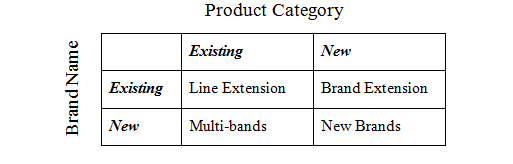 Product Category
Brand Name
Existing New
Existing Line Extension Brand Extension
New Multi-bands New Brands